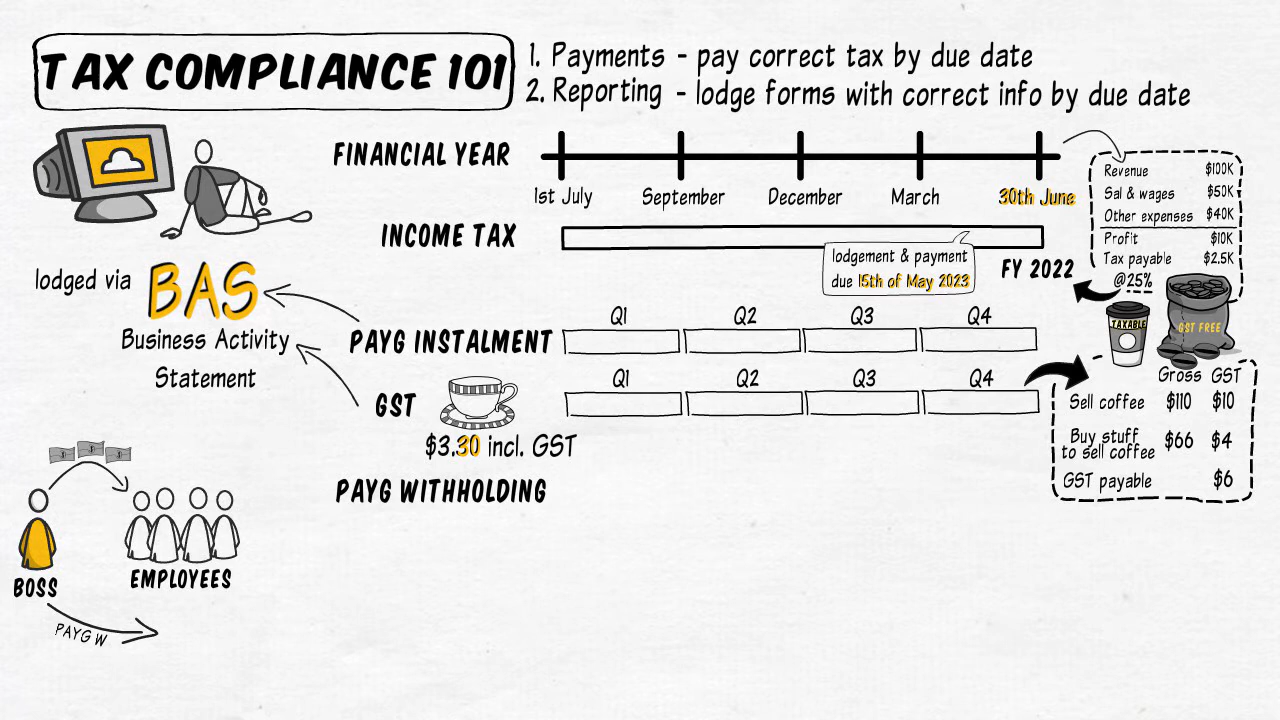 TAX COMPLIANCE 101
1. Payments - pay correct tax by due date
2. Reporting - lodge forms with correct info by due date
FINANCIAL YEAR
1st July September December March 30th June
Revenue $100K
Sal & wages $50K
Other expenses $40K
Profit $10K
Tax payable $2.5K
@25%
INCOME TAX
lodgement & payment
due 15th of May 2023
FY 2022
lodged via BAS
Business Activity
Statement
PAYG INSTALMENT
Q1 Q2 Q3 Q4
GST
Q1 Q2 Q3 Q4
$3.30 incl. GST
TAXABLE
GST FREE
Gross GST
Sell coffee $110 $10
Buy stuff
to sell coffee $66 $4
GST payable $6
PAYG WITHHOLDING
BOSS
EMPLOYEES
PAYG W